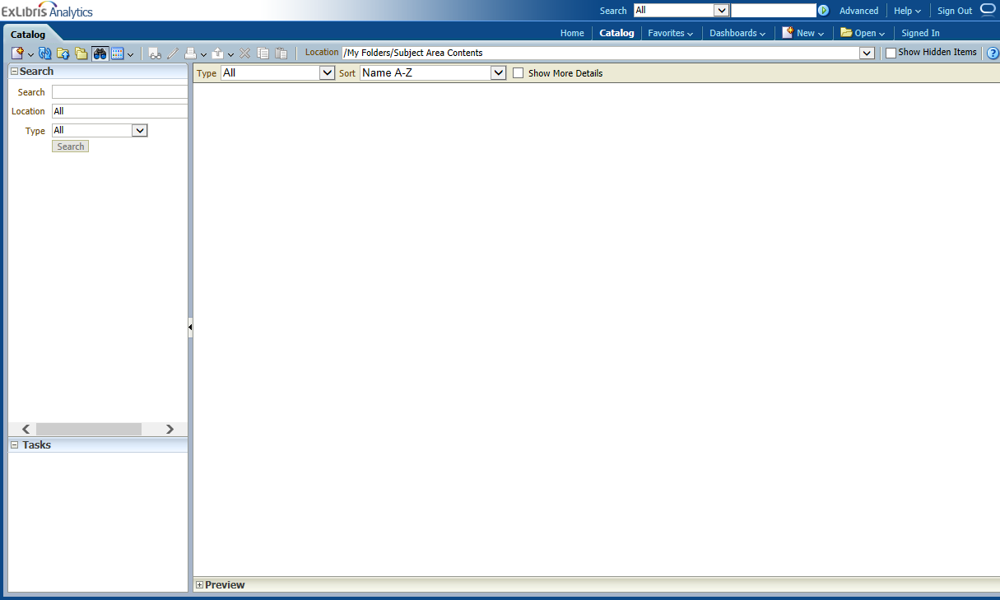 ExLibris Analytics
Search All Advanced Help Sign Out
Catalog
Home Catalog Favorites Dashboards New Open Signed In
Location /My Folders/Subject Area Contents Show Hidden Items
Search
Type All Sort Name A-Z Show More Details
Search
Location All
Type All
Search
Tasks
Preview